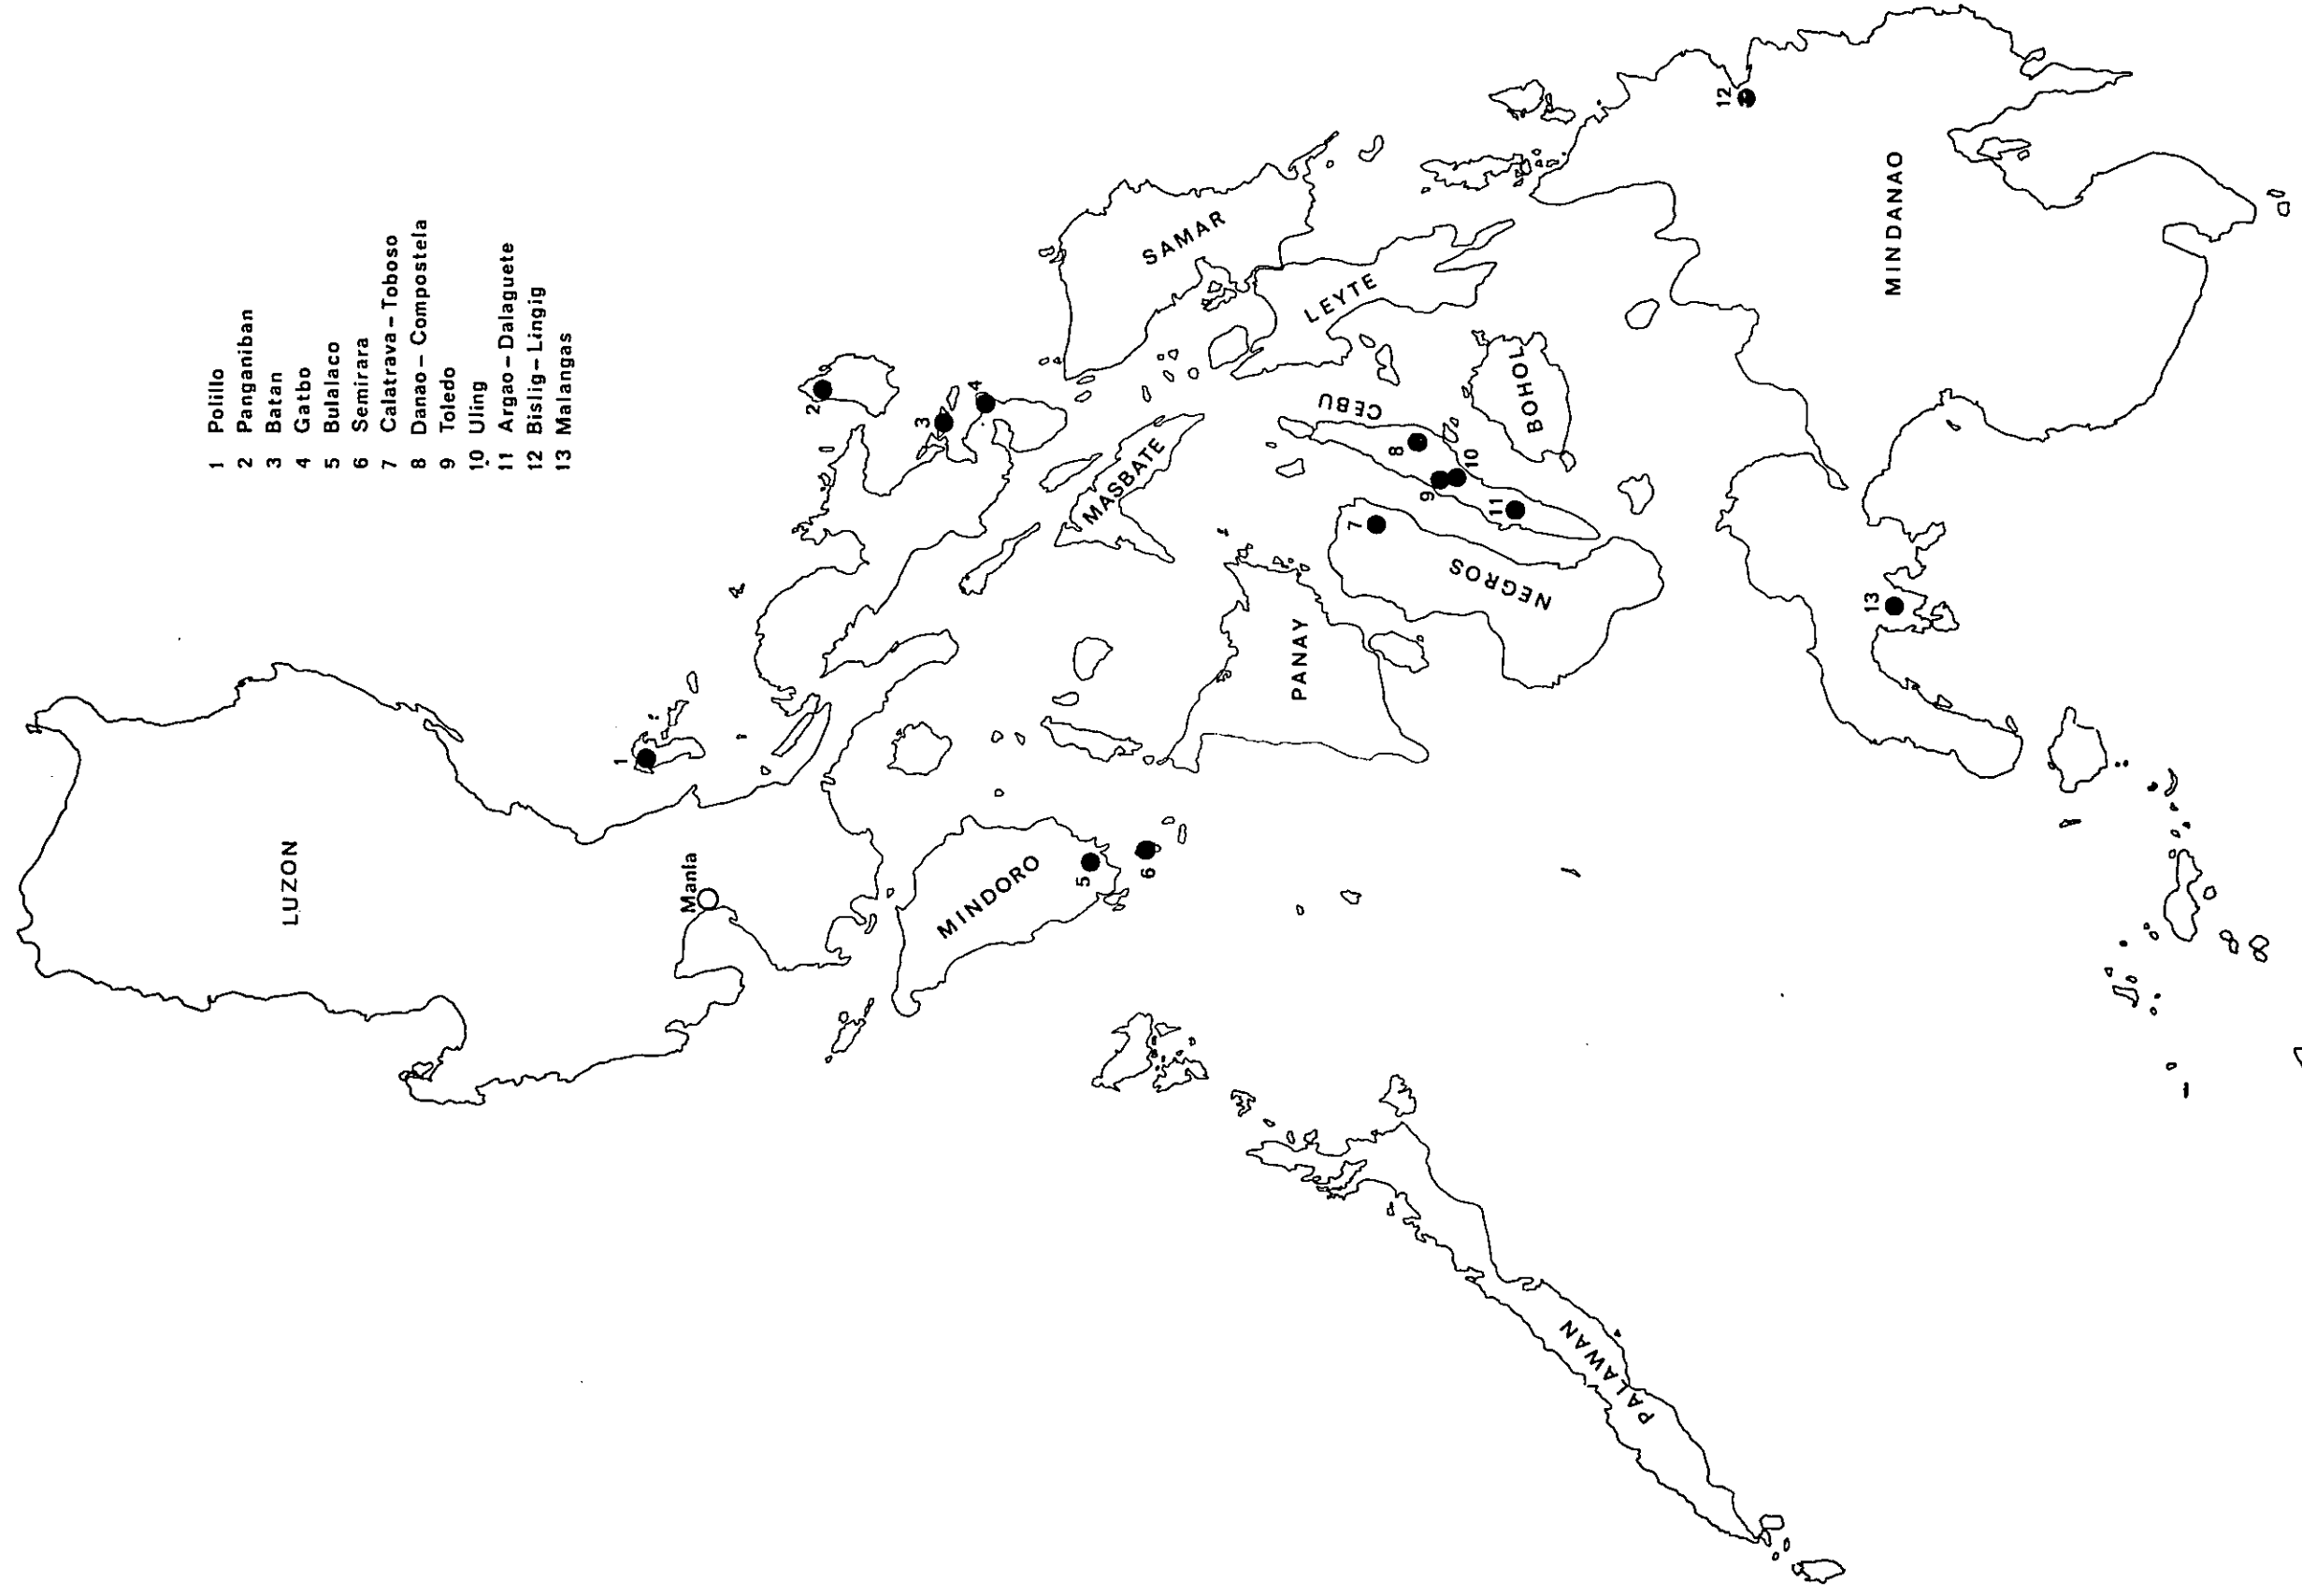 1 Polillo
2 Panganiban
3 Batan
4 Gatbo
5 Bulalaco
6 Semirara
7 Calatrava – Toboso
8 Danao – Compostela
9 Toledo
10 Uling
11 Argao – Dalaguete
12 Bislig – Lingig
13 Malangas
LUZON
Manla
1
2
3
4
MINDORO
5
6
MASBATE
SAMAR
LEYTE
PANAY
CEBU
7
8
9
10
11
NEGROS
BOHOL
PALAWAN
12
MINDANAO
13